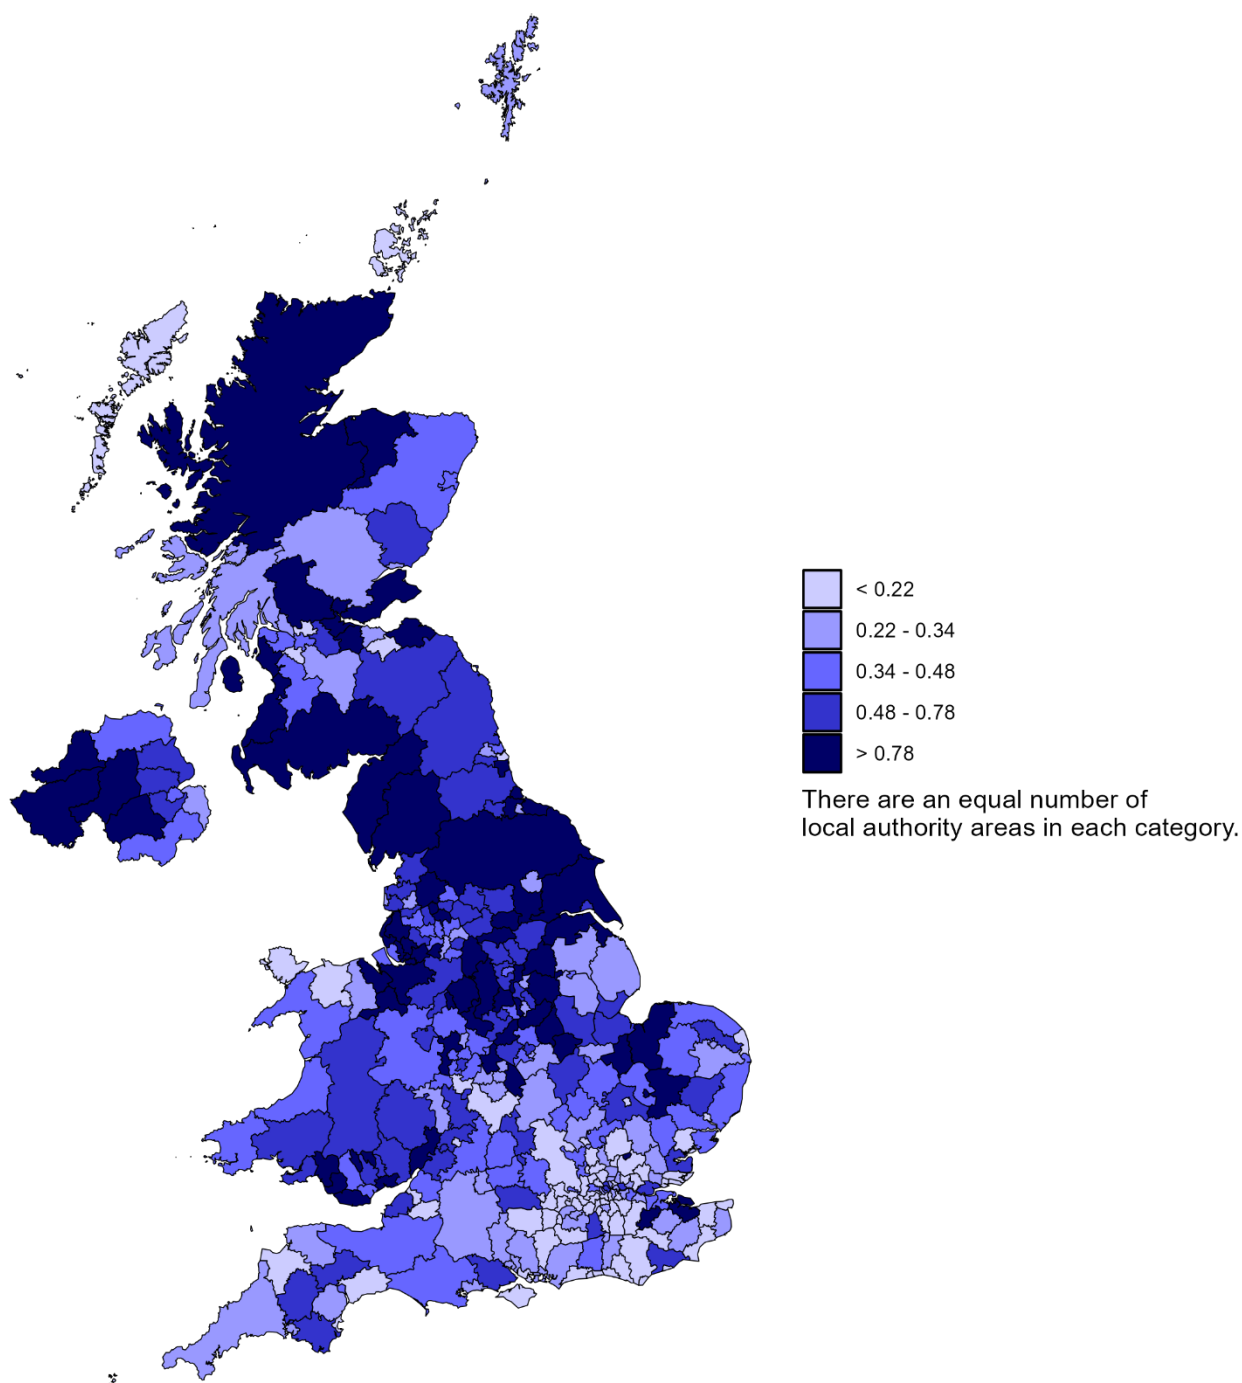 < 0.22
0.22 - 0.34
0.34 - 0.48
0.48 - 0.78
> 0.78
There are an equal number of
local authority areas in each category.